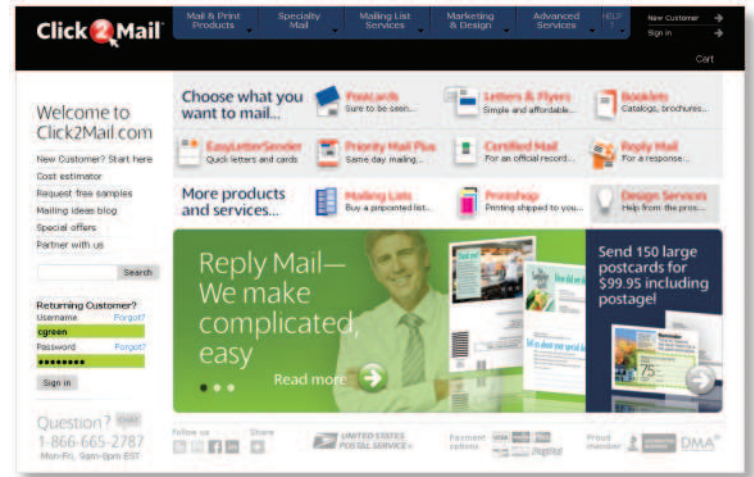 Click2Mail
Mail & Print Products
Specialty Mail
Mailing List Services
Marketing & Design
Advanced Services
HELP ?
New Customer
Sign in
Cart
Welcome to
Click2Mail.com
New Customer? Start here
Cost estimator
Request free samples
Mailing ideas blog
Special offers
Partner with us
Search
Returning Customer?
Username Forgot?
cgreen
Password Forgot?
Sign in
Question?
1-866-665-2787
Mon-Fri, 9am-8pm EST
Choose what you
want to mail...
Postcards
Sure to be seen...
Letters & Flyers
Simple and affordable...
Booklets
Catalogs, brochures...
EasyLetterSender
Quick letters and cards
Priority Mail Plus
Same day mailing...
Certified Mail
For an official record...
Reply Mail
For a response...
More products
and services...
Mailing Lists
Buy a pinpointed list...
Printshop
Printing shipped to you...
Design Services
Help from the pros...
Reply Mail—
We make
complicated,
easy
Read more
Send 150 large
postcards for
$99.95 including
postage!
75
Follow us
Share
UNITED STATES
POSTAL SERVICE
Payment
options
VISA
PayPal
Proud
member
DMA